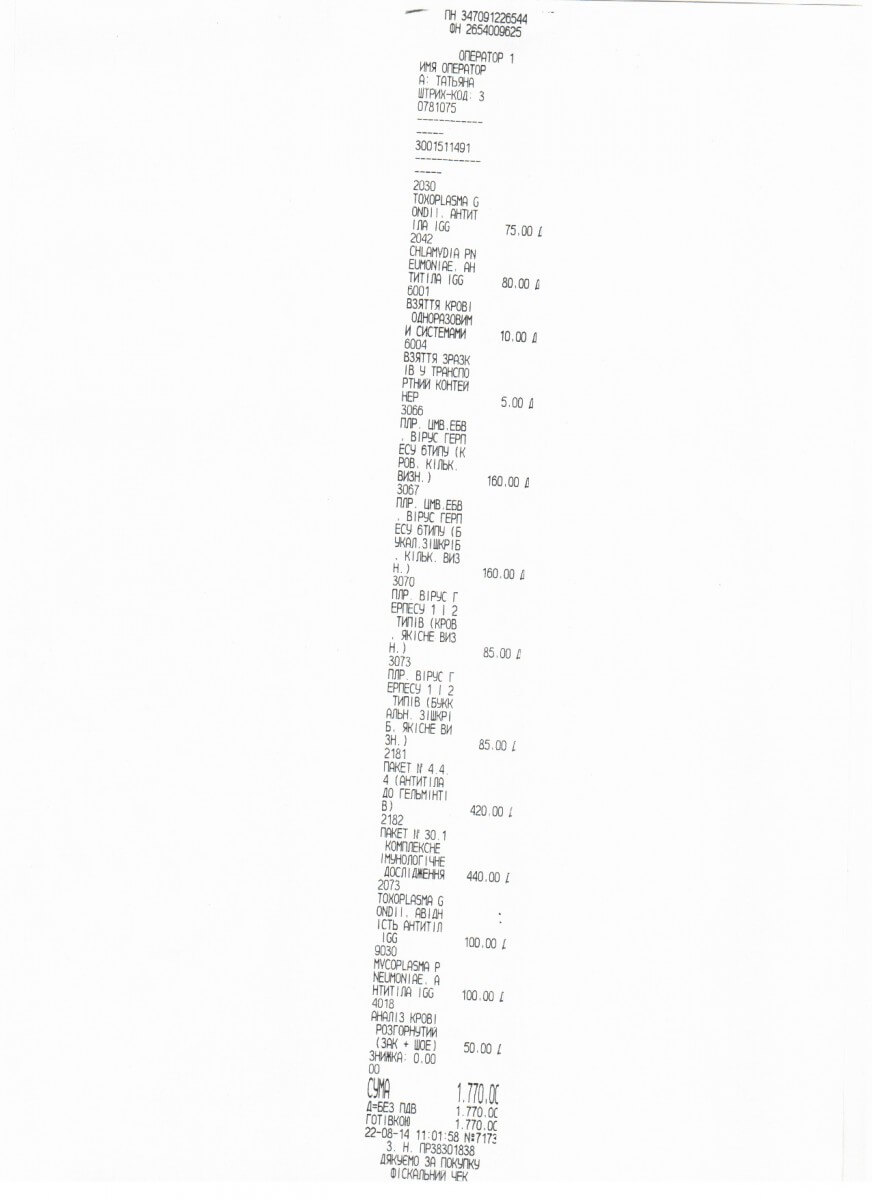 ПН 347091226544
ФН 2654009625
ОПЕРАТОР 1
ИМЯ ОПЕРАТОР
А: ТАТЬЯНА
ШТРИХ-КОД: 3
0781075
------------
-----
3001511491
------------
-----
2030
TOXOPLASMA G
ONDII. АНТИТ
ІЛА IGG 75.00 Д
2042
CHLAMYDIA PN
EUMONIAE. АН
ТИТІЛА IGG 80.00 Д
6001
ВЗЯТТЯ КРОВІ
ОДНОРАЗОВИМ
И СИСТЕМАМИ 10.00 Д
6004
ВЗЯТТЯ ЗРАЗК
ІВ У ТРАНСПО
РТНИЙ КОНТЕЙ
НЕР 5.00 Д
3066
ПЛР. ЦМВ.ЕБВ
. ВІРУС ГЕРП
ЕСУ 6ТИПУ (К
РОВ. КІЛЬК.
ВИЗН.) 160.00 Д
3067
ПЛР. ЦМВ.ЕБВ
. ВІРУС ГЕРП
ЕСУ 6ТИПУ (Б
УКАЛ.ЗІШКРІБ
. КІЛЬК. ВИЗ
Н.) 160.00 Д
3070
ПЛР. ВІРУС Г
ЕРПЕСУ 1 І 2
ТИПІВ (КРОВ
. ЯКІСНЕ ВИЗ
Н.) 85.00 Д
3073
ПЛР. ВІРУС Г
ЕРПЕСУ 1 І 2
ТИПІВ (БУКК
АЛЬН. ЗІШКРІ
Б. ЯКІСНЕ ВИ
ЗН.) 85.00 Д
2181
ПАКЕТ № 4.4.
4 (АНТИТІЛА
ДО ГЕЛЬМІНТІ
В) 420.00 Д
2182
ПАКЕТ № 30.1
КОМПЛЕКСНЕ
ІМУНОЛОГІЧНЕ
ДОСЛІДЖЕННЯ 440.00 Д
2073
TOXOPLASMA G
ONDII. АВІДН
ІСТЬ АНТИТІЛ
IGG 100.00 Д
9030
MYCOPLASMA P
NEUMONIAE. А
НТИТІЛА IGG 100.00 Д
4018
АНАЛІЗ КРОВІ
РОЗГОРНУТИЙ
(ЗАК + ШОЕ) 50.00 Д
ЗНИЖКА: 0.00
00
СУМА 1.770.00
Д=БЕЗ ПДВ 1.770.00
ГОТІВКОЮ 1.770.00
22-08-14 11:01:58 №7173
З. Н. ПР38301838
ДЯКУЄМО ЗА ПОКУПКУ
ФІСКАЛЬНИЙ ЧЕК